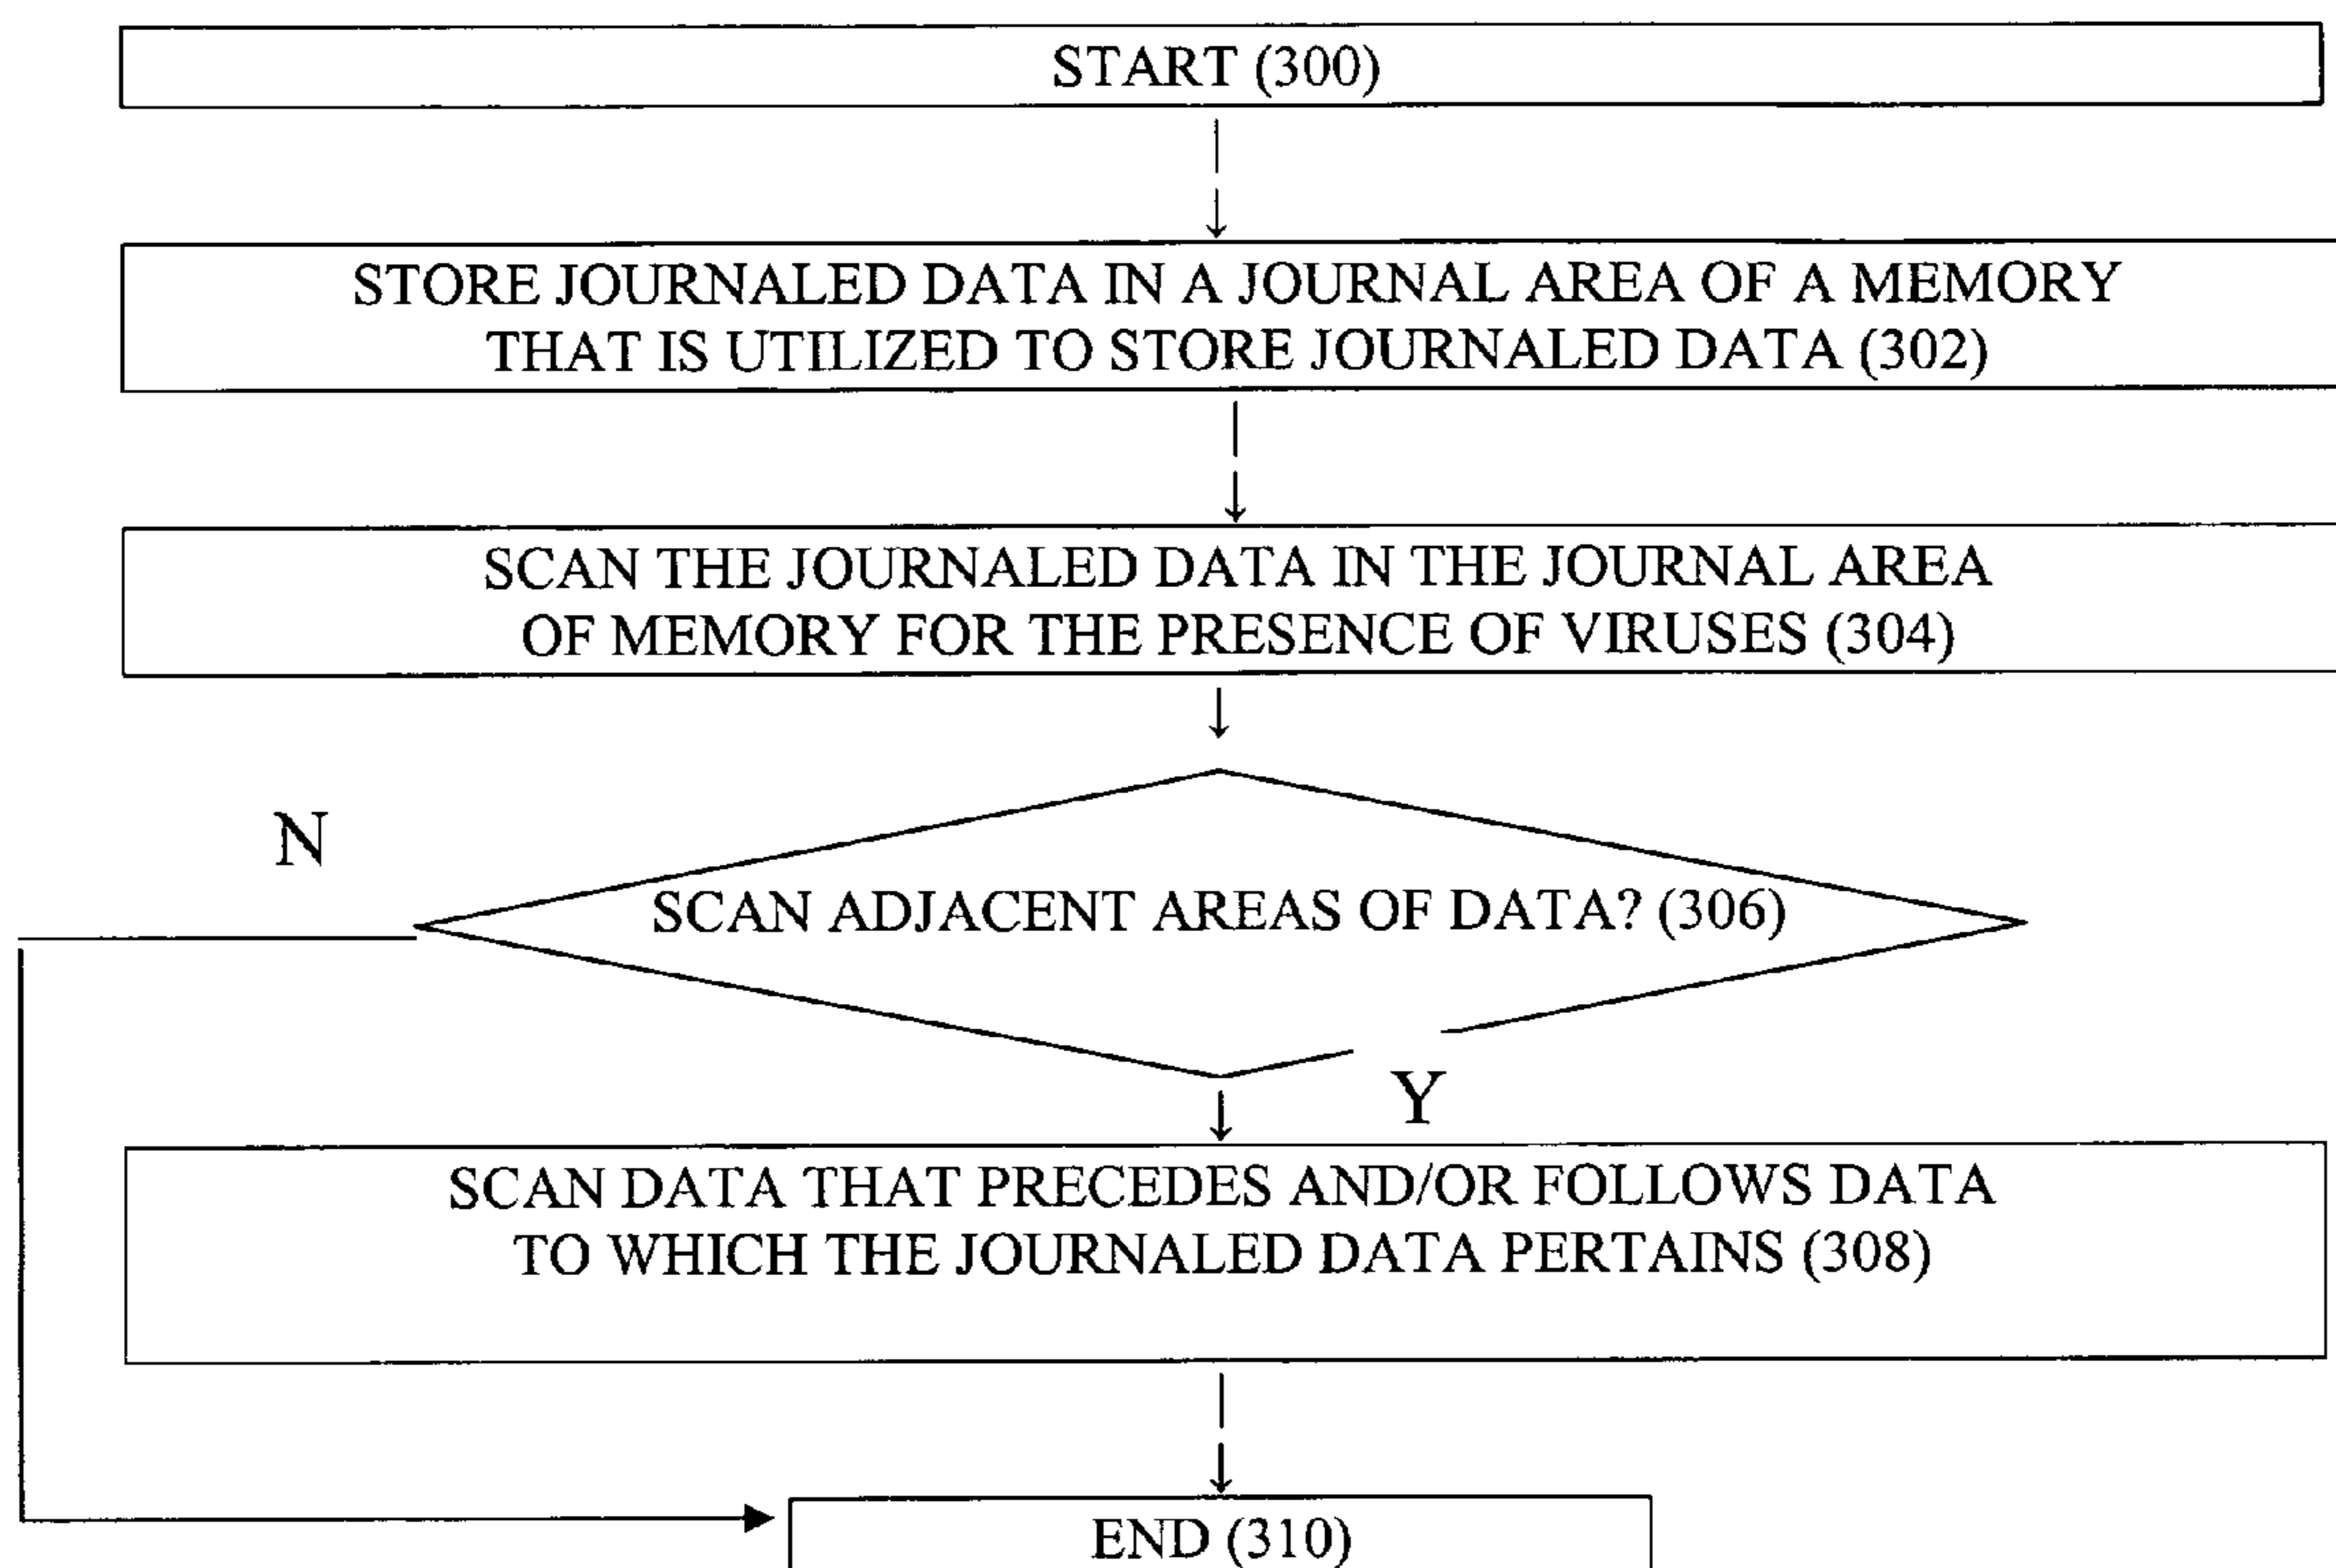 START (300)
STORE JOURNALED DATA IN A JOURNAL AREA OF A MEMORY
THAT IS UTILIZED TO STORE JOURNALED DATA (302)
SCAN THE JOURNALED DATA IN THE JOURNAL AREA
OF MEMORY FOR THE PRESENCE OF VIRUSES (304)
N
SCAN ADJACENT AREAS OF DATA? (306)
Y
SCAN DATA THAT PRECEDES AND/OR FOLLOWS DATA
TO WHICH THE JOURNALED DATA PERTAINS (308)
END (310)